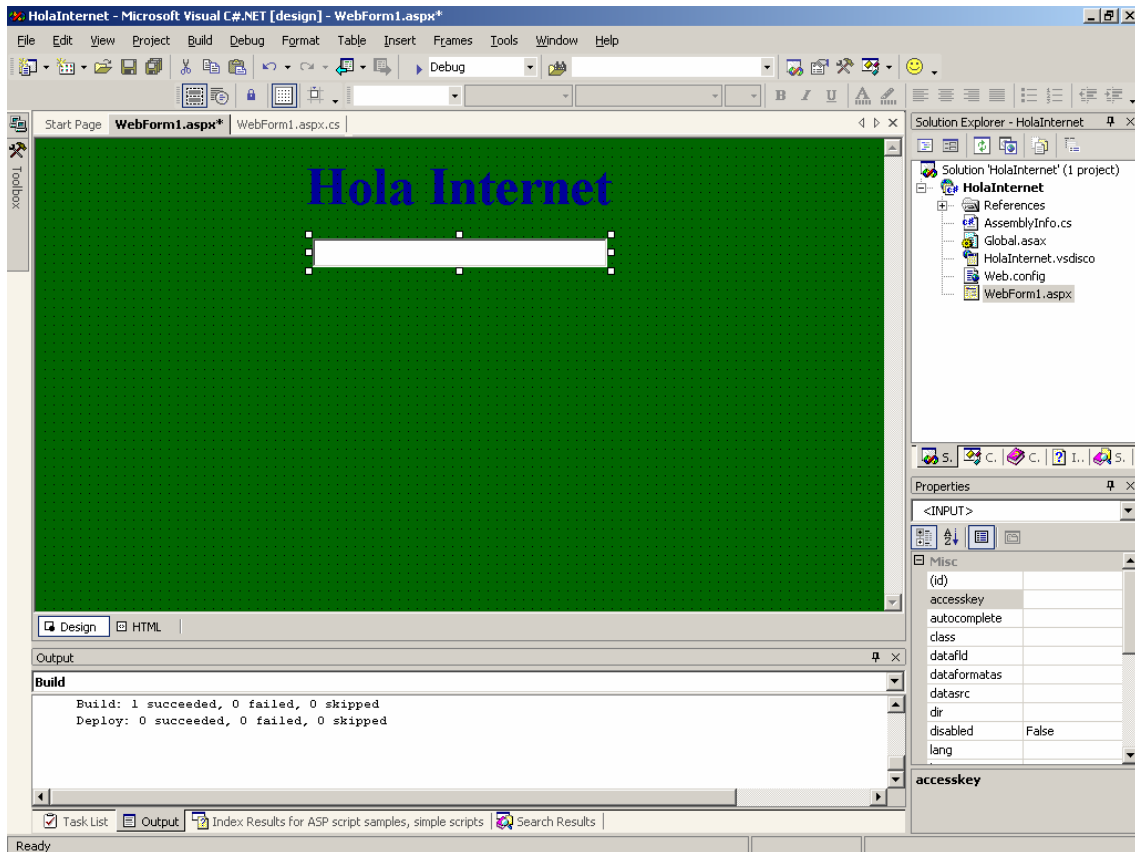 HolaInternet - Microsoft Visual C#.NET [design] - WebForm1.aspx*
File Edit View Project Build Debug Format Table Insert Frames Tools Window Help
Debug
B I U A
Start Page WebForm1.aspx* WebForm1.aspx.cs
Toolbox
Hola Internet
Design HTML
Output
Build
Build: 1 succeeded, 0 failed, 0 skipped
Deploy: 0 succeeded, 0 failed, 0 skipped
Task List Output Index Results for ASP script samples, simple scripts Search Results
Ready
Solution Explorer - HolaInternet
Solution 'HolaInternet' (1 project)
HolaInternet
References
AssemblyInfo.cs
Global.asax
HolaInternet.vsdisco
Web.config
WebForm1.aspx
S. C. C. I.. S.
Properties
<INPUT>
Misc
(id)
accesskey
autocomplete
class
datafld
dataformatas
datasrc
dir
disabled False
lang
accesskey